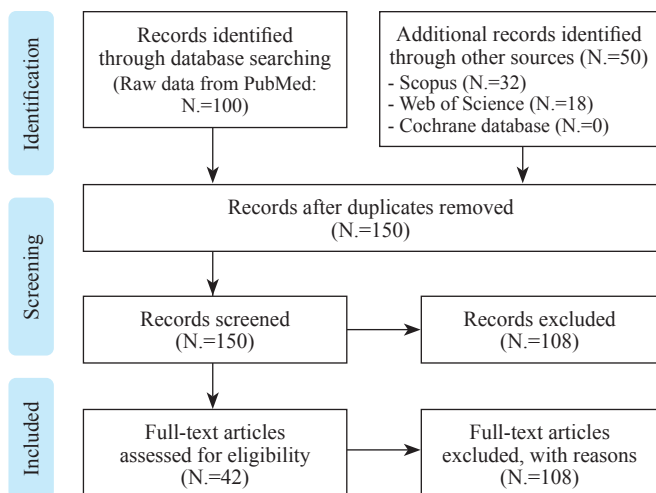 Identification
Records identified
through database searching
(Raw data from PubMed:
N.=100)
Additional records identified
through other sources (N.=50)
- Scopus (N.=32)
- Web of Science (N.=18)
- Cochrane database (N.=0)
Screening
Records after duplicates removed
(N.=150)
Records screened
(N.=150)
Records excluded
(N.=108)
Included
Full-text articles
assessed for eligibility
(N.=42)
Full-text articles
excluded, with reasons
(N.=108)